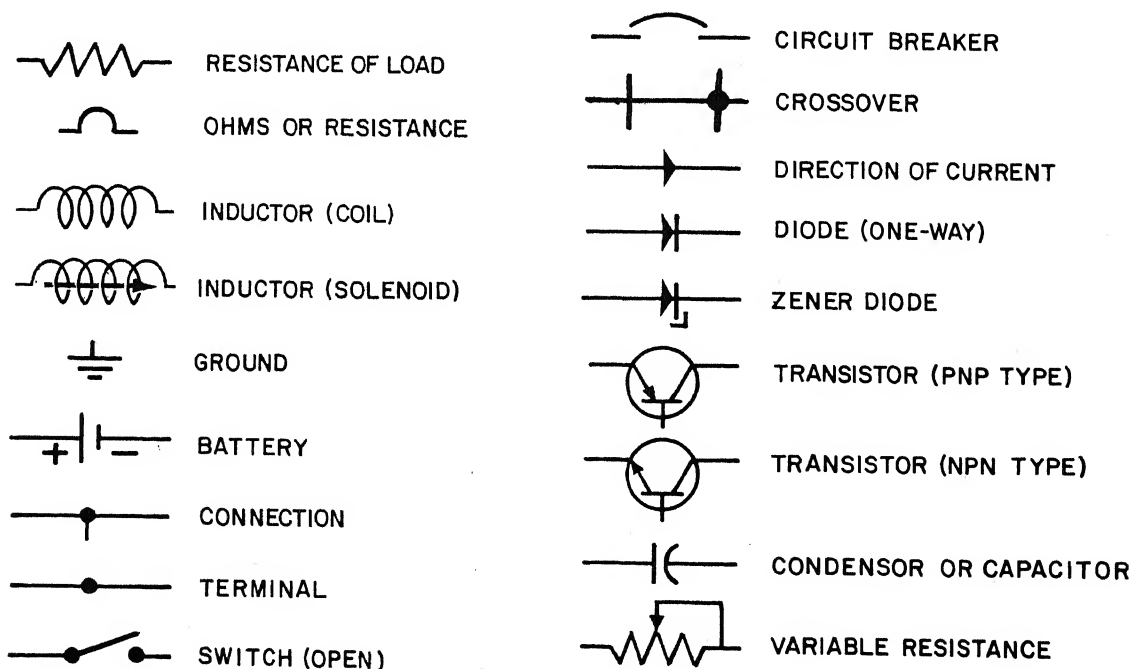 RESISTANCE OF LOAD
OHMS OR RESISTANCE
INDUCTOR (COIL)
INDUCTOR (SOLENOID)
GROUND
+ −
BATTERY
CONNECTION
TERMINAL
SWITCH (OPEN)
CIRCUIT BREAKER
CROSSOVER
DIRECTION OF CURRENT
DIODE (ONE-WAY)
ZENER DIODE
TRANSISTOR (PNP TYPE)
TRANSISTOR (NPN TYPE)
CONDENSOR OR CAPACITOR
VARIABLE RESISTANCE